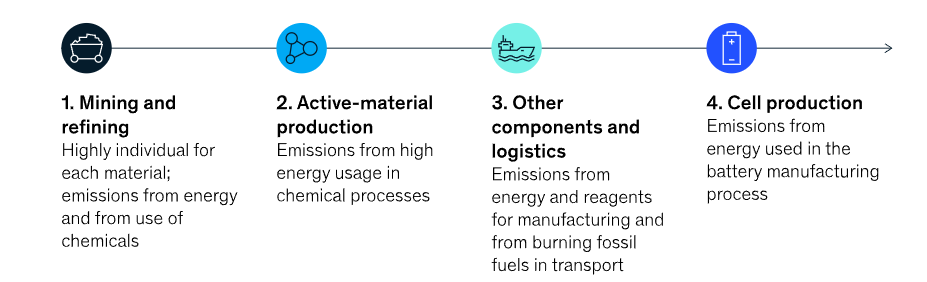 1. Mining and
refining
Highly individual for
each material;
emissions from energy
and from use of
chemicals
2. Active-material
production
Emissions from high
energy usage in
chemical processes
3. Other
components and
logistics
Emissions from
energy and reagents
for manufacturing and
from burning fossil
fuels in transport
4. Cell production
Emissions from
energy used in the
battery manufacturing
process